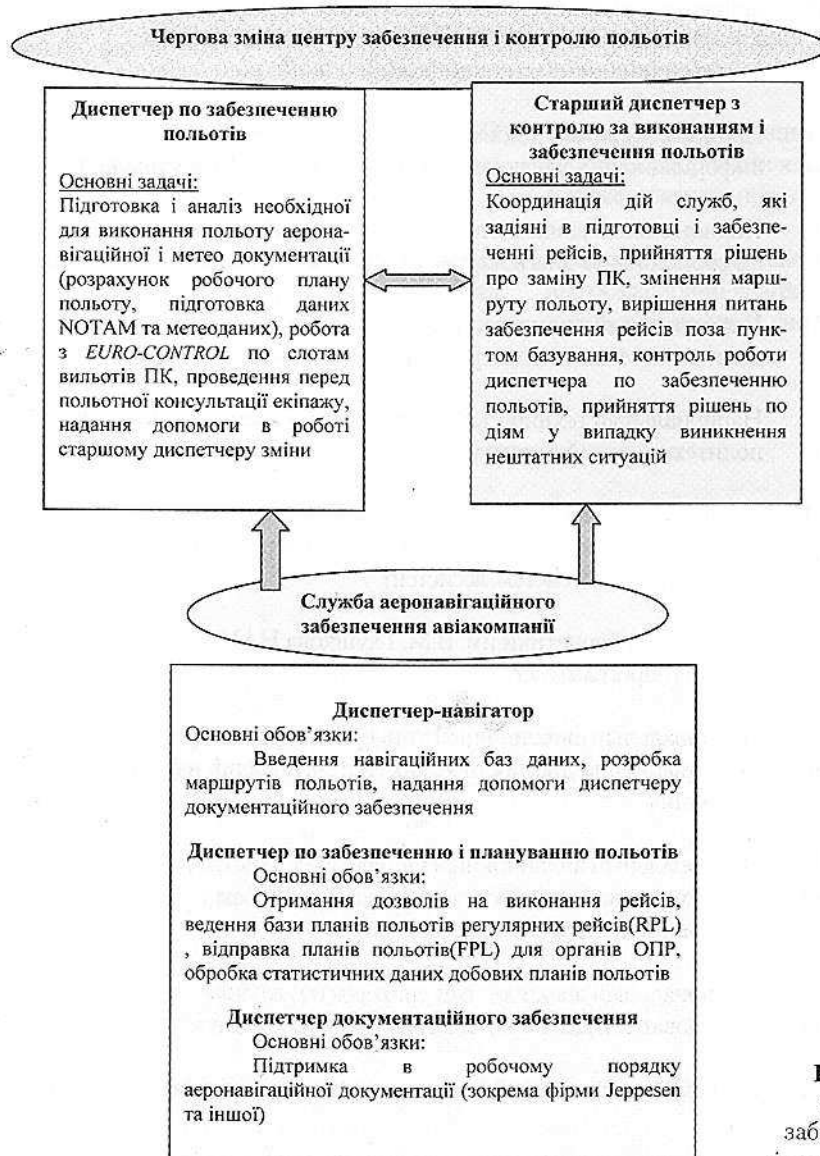 Чергова зміна центру забезпечення і контролю польотів
Диспетчер по забезпеченню
польотів
Основні задачі:
Підготовка і аналіз необхідної
для виконання польоту аерона-
вігаційної і метео документації
(розрахунок робочого плану
польоту, підготовка даних
NOTAM та метеоданих), робота
з EURO-CONTROL по слотам
вильотів ПК, проведення перед
польотної консультації екіпажу,
надання допомоги в роботі
старшому диспетчеру зміни
Старший диспетчер з
контролю за виконанням і
забезпечення польотів
Основні задачі:
Координація дій служб, які
задіяні в підготовці і забезпе-
ченні рейсів, прийняття рішень
про заміну ПК, змінення марш-
руту польоту, вирішення питань
забезпечення рейсів поза пунк-
том базування, контроль роботи
диспетчера по забезпеченню
польотів, прийняття рішень по
діям у випадку виникнення
нештатних ситуацій
Служба аеронавігаційного
забезпечення авіакомпанії
Диспетчер-навігатор
Основні обов’язки:
Введення навігаційних баз даних, розробка
маршрутів польотів, надання допомоги диспетчеру
документаційного забезпечення
Диспетчер по забезпеченню і плануванню польотів
Основні обов’язки:
Отримання дозволів на виконання рейсів,
ведення бази планів польотів регулярних рейсів(RPL)
, відправка планів польотів(FPL) для органів ОПР,
обробка статистичних даних добових планів польотів
Диспетчер документаційного забезпечення
Основні обов’язки:
Підтримка в робочому порядку
аеронавігаційної документації (зокрема фірми Jeppesen
та іншої)
заб